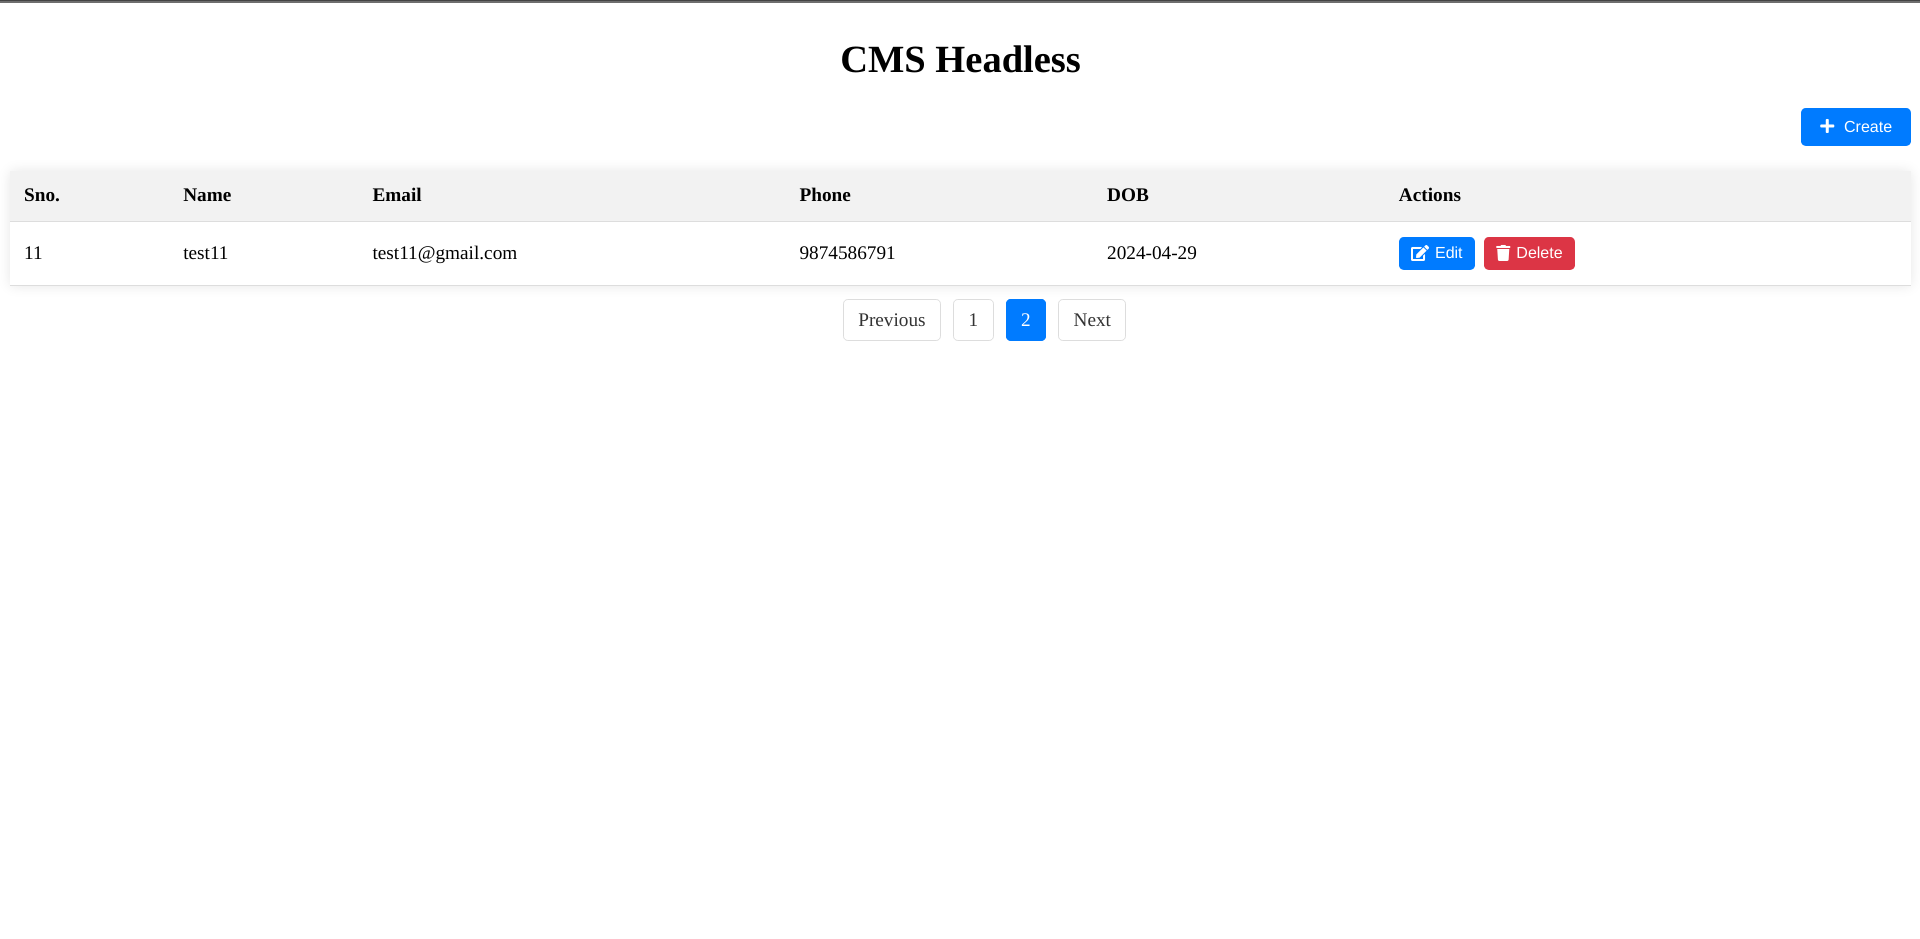 CMS Headless
Create
Sno. Name Email Phone DOB Actions
11 test11 test11@gmail.com 9874586791 2024-04-29 Edit Delete
Previous 1 2 Next